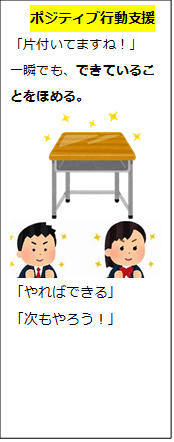 ポジティブ行動支援
「片付いてますね！」
一瞬でも、できているこ
とをほめる。
「やればできる」
「次もやろう！」